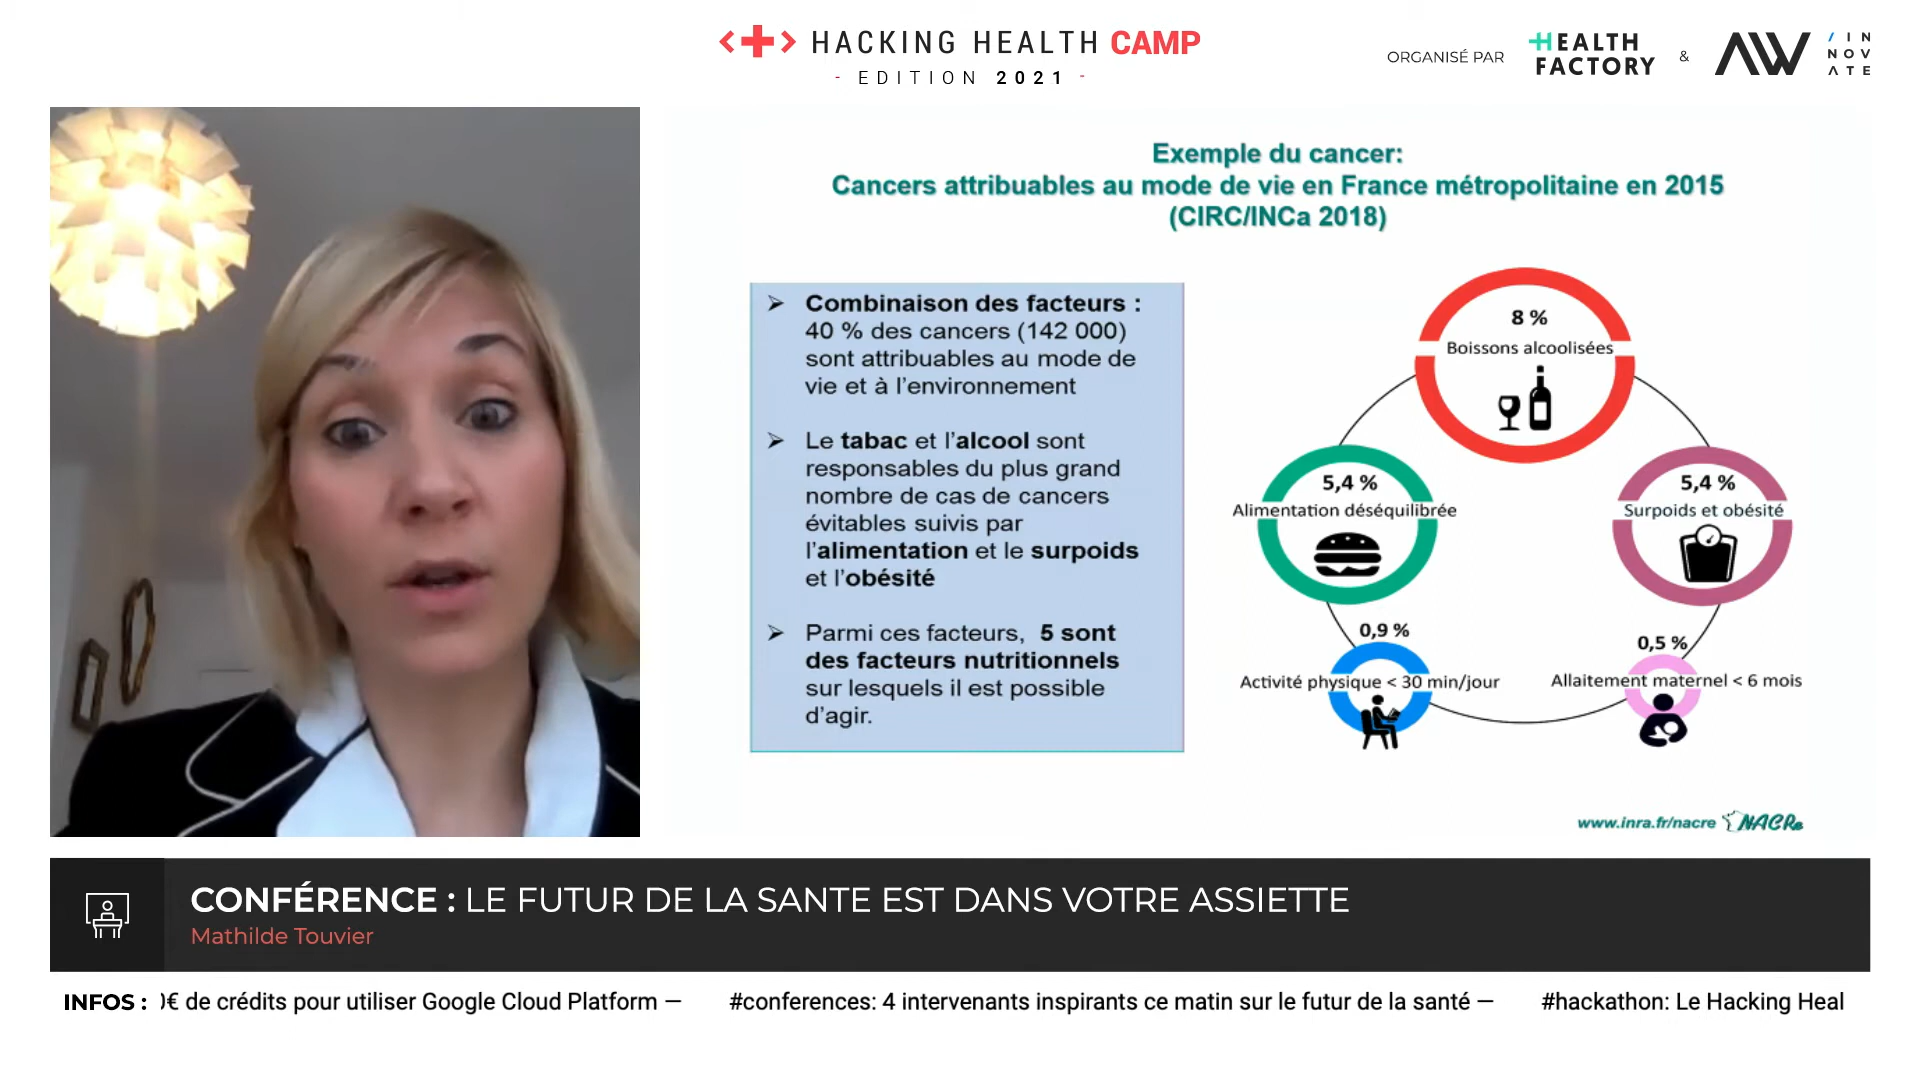 HACKING HEALTH CAMP
- EDITION 2021 -
ORGANISÉ PAR
HEALTH
FACTORY
&
AW
/IN
NOV
ATE
Exemple du cancer:
Cancers attribuables au mode de vie en France métropolitaine en 2015
(CIRC/INCa 2018)
➢ Combinaison des facteurs :
40 % des cancers (142 000)
sont attribuables au mode de
vie et à l'environnement
➢ Le tabac et l'alcool sont
responsables du plus grand
nombre de cas de cancers
évitables suivis par
l'alimentation et le surpoids
et l'obésité
➢ Parmi ces facteurs, 5 sont
des facteurs nutritionnels
sur lesquels il est possible
d'agir.
8 %
Boissons alcoolisées
5,4 %
Alimentation déséquilibrée
5,4 %
Surpoids et obésité
0,9 %
Activité physique < 30 min/jour
0,5 %
Allaitement maternel < 6 mois
www.inra.fr/nacre NACRe
CONFÉRENCE : LE FUTUR DE LA SANTE EST DANS VOTRE ASSIETTE
Mathilde Touvier
INFOS : )€ de crédits pour utiliser Google Cloud Platform — #conferences: 4 intervenants inspirants ce matin sur le futur de la santé — #hackathon: Le Hacking Heal